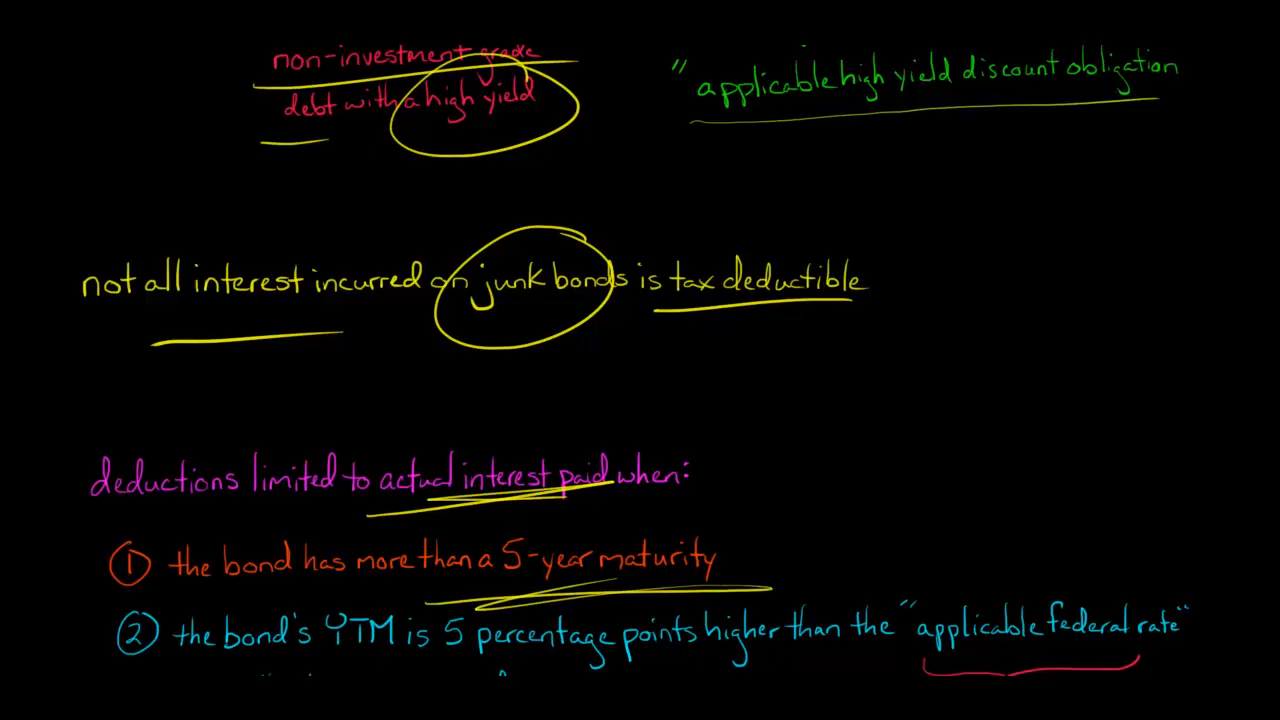 non-investment grade
debt with a high yield
"applicable high yield discount obligation
not all interest incurred on junk bonds is tax deductible
deductions limited to actual interest paid when:
① the bond has more than a 5-year maturity
② the bond's YTM is 5 percentage points higher than the "applicable federal rate"